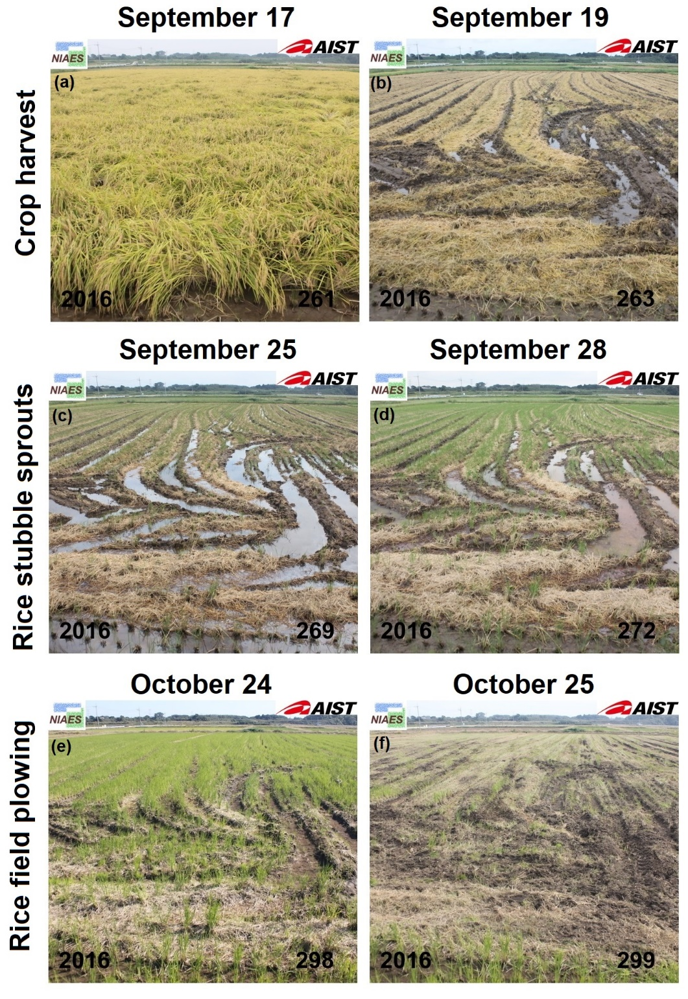 September 17
September 19
Crop harvest
NIAES
AIST
(a)
2016
261
NIAES
AIST
(b)
2016
263
September 25
September 28
Rice stubble sprouts
NIAES
AIST
(c)
2016
269
NIAES
AIST
(d)
2016
272
October 24
October 25
Rice field plowing
NIAES
AIST
(e)
2016
298
NIAES
AIST
(f)
2016
299